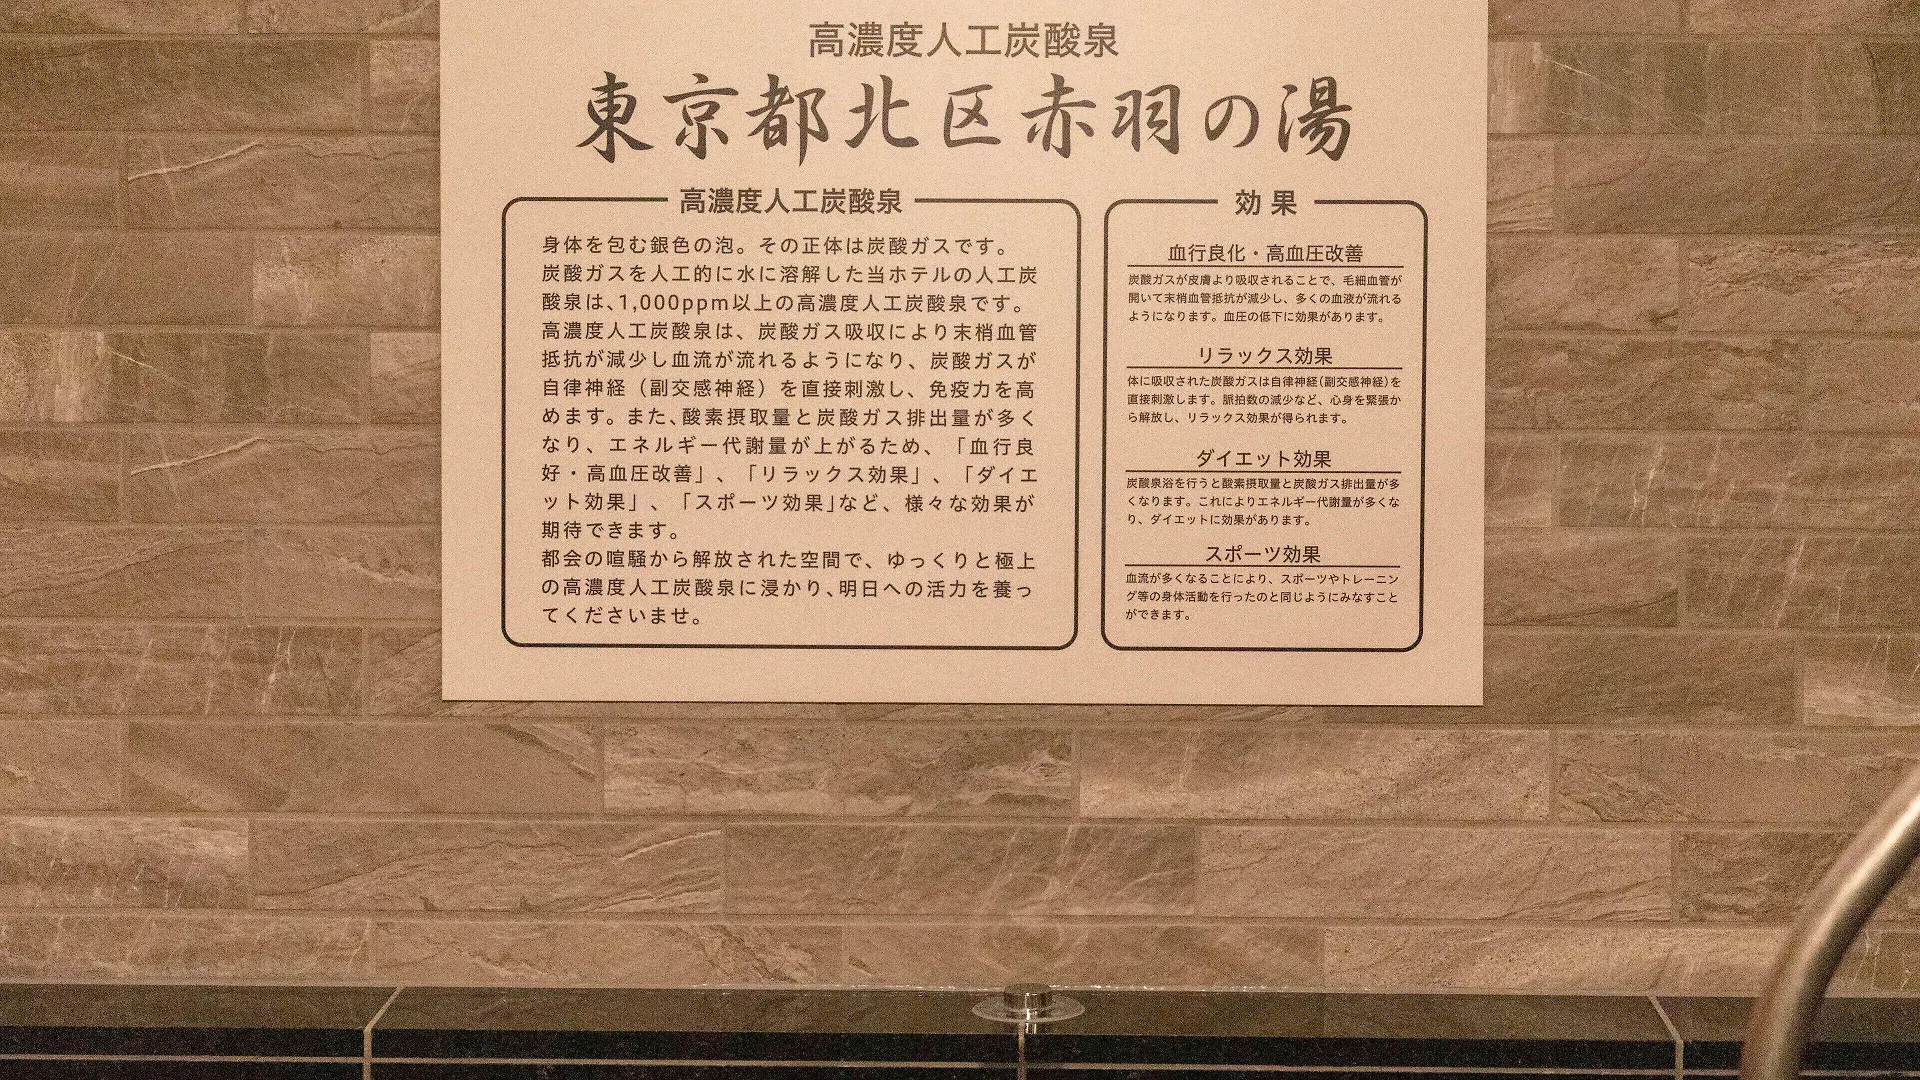 高濃度人工炭酸泉
東京都北区赤羽の湯
高濃度人工炭酸泉
身体を包む銀色の泡。その正体は炭酸ガスです。
炭酸ガスを人工的に水に溶解した当ホテルの人工炭
酸泉は、1,000ppm以上の高濃度人工炭酸泉です。
高濃度人工炭酸泉は、炭酸ガス吸収により末梢血管
抵抗が減少し血流が流れるようになり、炭酸ガスが
自律神経（副交感神経）を直接刺激し、免疫力を高
めます。また、酸素摂取量と炭酸ガス排出量が多く
なり、エネルギー代謝量が上がるため、「血行良
好・高血圧改善」、「リラックス効果」、「ダイエ
ット効果」、「スポーツ効果」など、様々な効果が
期待できます。
都会の喧騒から解放された空間で、ゆっくりと極上
の高濃度人工炭酸泉に浸かり、明日への活力を養っ
てくださいませ。
効果
血行良化・高血圧改善
炭酸ガスが皮膚より吸収されることで、毛細血管が
開いて末梢血管抵抗が減少し、多くの血液が流れる
ようになります。血圧の低下に効果があります。
リラックス効果
体に吸収された炭酸ガスは自律神経（副交感神経）を
直接刺激します。脈拍数の減少など、心身を緊張か
ら解放し、リラックス効果が得られます。
ダイエット効果
炭酸泉浴を行うと酸素摂取量と炭酸ガス排出量が多
くなります。これによりエネルギー代謝量が多くな
り、ダイエットに効果があります。
スポーツ効果
血流が多くなることにより、スポーツやトレーニン
グ等の身体活動を行ったのと同じようにみなすこと
ができます。